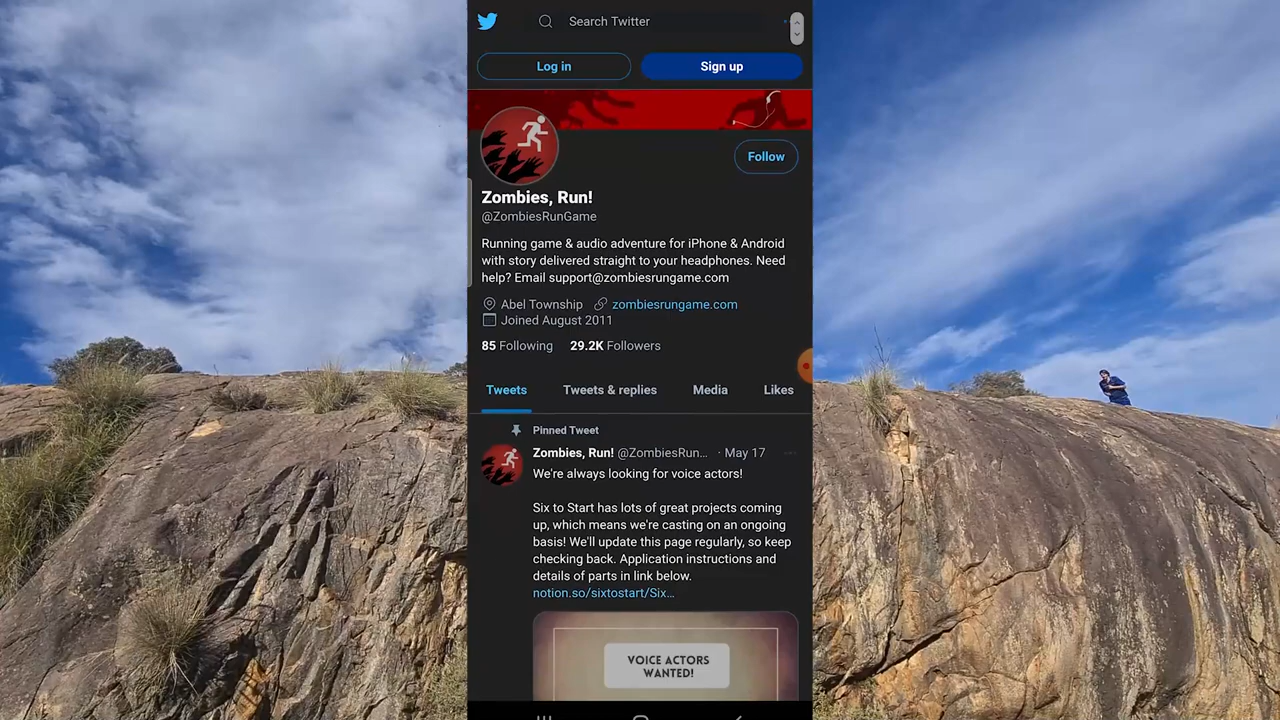 Search Twitter
Log in
Sign up
Follow
Zombies, Run!
@ZombiesRunGame
Running game & audio adventure for iPhone & Android
with story delivered straight to your headphones. Need
help? Email support@zombiesrungame.com
Abel Township zombiesrungame.com
Joined August 2011
85 Following 29.2K Followers
Tweets Tweets & replies Media Likes
Pinned Tweet
Zombies, Run! @ZombiesRun... · May 17
We're always looking for voice actors!
Six to Start has lots of great projects coming
up, which means we're casting on an ongoing
basis! We'll update this page regularly, so keep
checking back. Application instructions and
details of parts in link below.
notion.so/sixtostart/Six...
VOICE ACTORS
WANTED!